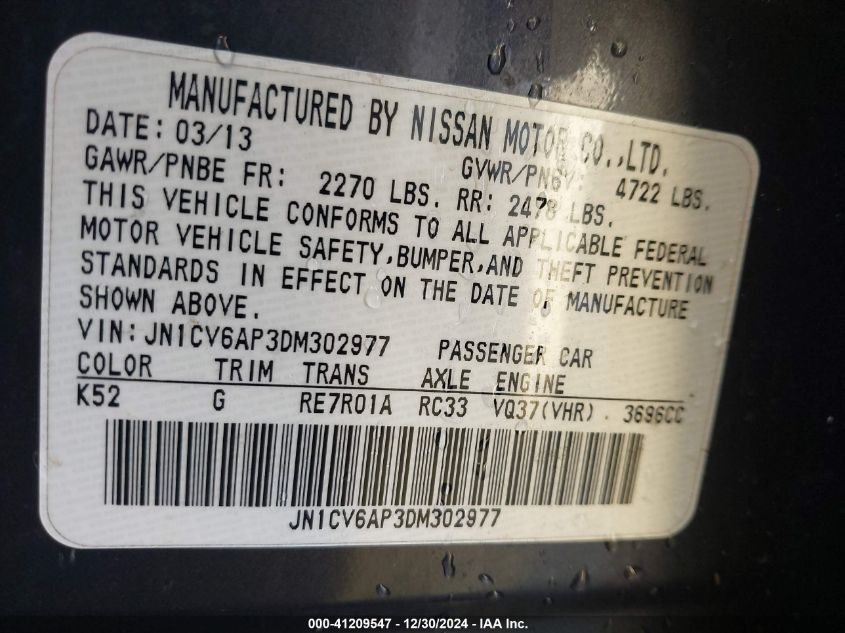 MANUFACTURED BY NISSAN MOTOR CO.,LTD.
DATE: 03/13 GVWR/PNBV: 4722 LBS.
GAWR/PNBE FR: 2270 LBS. RR: 2478 LBS.
THIS VEHICLE CONFORMS TO ALL APPLICABLE FEDERAL
MOTOR VEHICLE SAFETY,BUMPER,AND THEFT PREVENTION
STANDARDS IN EFFECT ON THE DATE OF MANUFACTURE
SHOWN ABOVE.
VIN: JN1CV6AP3DM302977 PASSENGER CAR
COLOR TRIM TRANS AXLE ENGINE
K52 G RE7R01A RC33 VQ37(VHR) . 3696CC
JN1CV6AP3DM302977
000-41209547 - 12/30/2024 - IAA Inc.